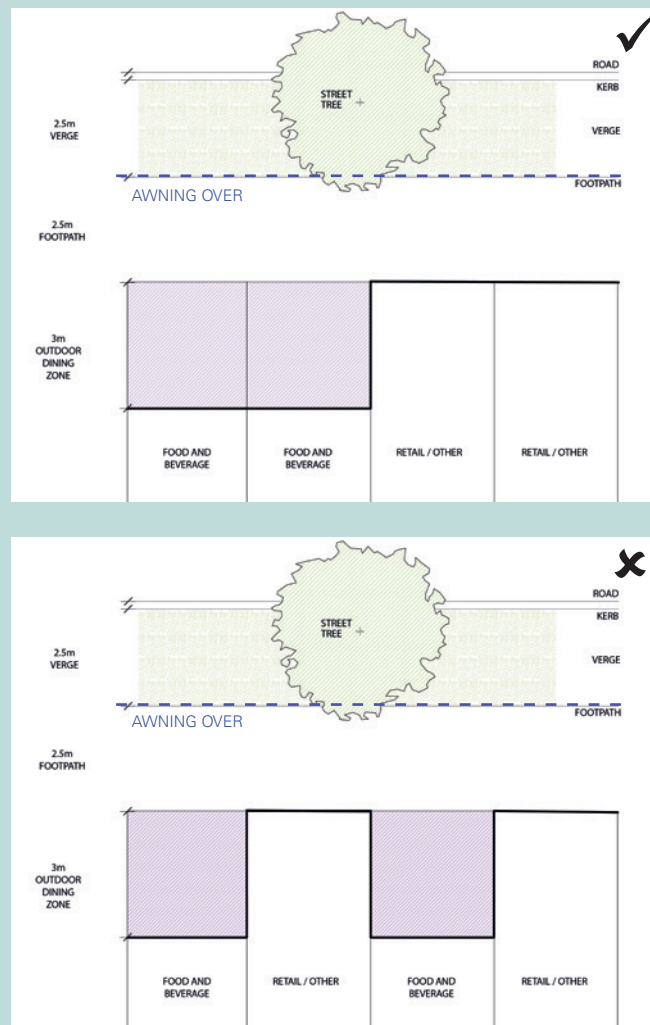 ✓
ROAD
KERB
STREET
TREE
2.5m
VERGE
VERGE
FOOTPATH
AWNING OVER
2.5m
FOOTPATH
3m
OUTDOOR
DINING
ZONE
FOOD AND
BEVERAGE
FOOD AND
BEVERAGE
RETAIL / OTHER
RETAIL / OTHER
✘
ROAD
KERB
STREET
TREE
2.5m
VERGE
VERGE
FOOTPATH
AWNING OVER
2.5m
FOOTPATH
3m
OUTDOOR
DINING
ZONE
FOOD AND
BEVERAGE
RETAIL / OTHER
FOOD AND
BEVERAGE
RETAIL / OTHER